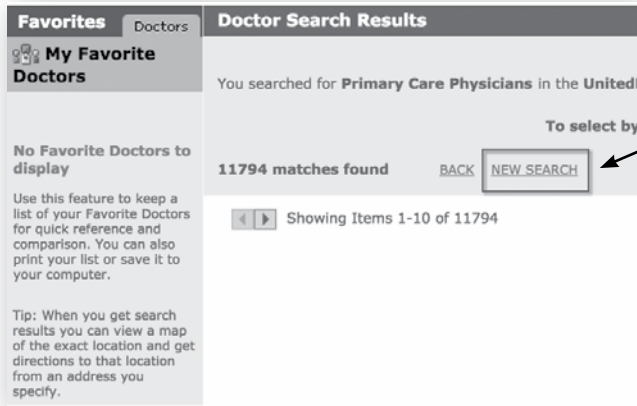 Favorites Doctors
My Favorite
Doctors
No Favorite Doctors to
display
Use this feature to keep a
list of your Favorite Doctors
for quick reference and
comparison. You can also
print your list or save it to
your computer.
Tip: When you get search
results you can view a map
of the exact location and get
directions to that location
from an address you
specify.
Doctor Search Results
You searched for Primary Care Physicians in the United
To select by
11794 matches found BACK NEW SEARCH
Showing Items 1-10 of 11794